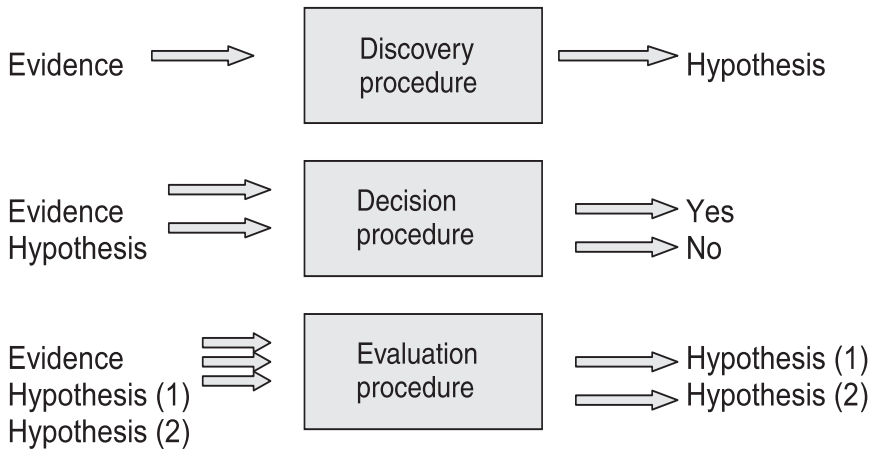 Evidence
Discovery
procedure
Hypothesis
Evidence
Hypothesis
Decision
procedure
Yes
No
Evidence
Hypothesis (1)
Hypothesis (2)
Evaluation
procedure
Hypothesis (1)
Hypothesis (2)